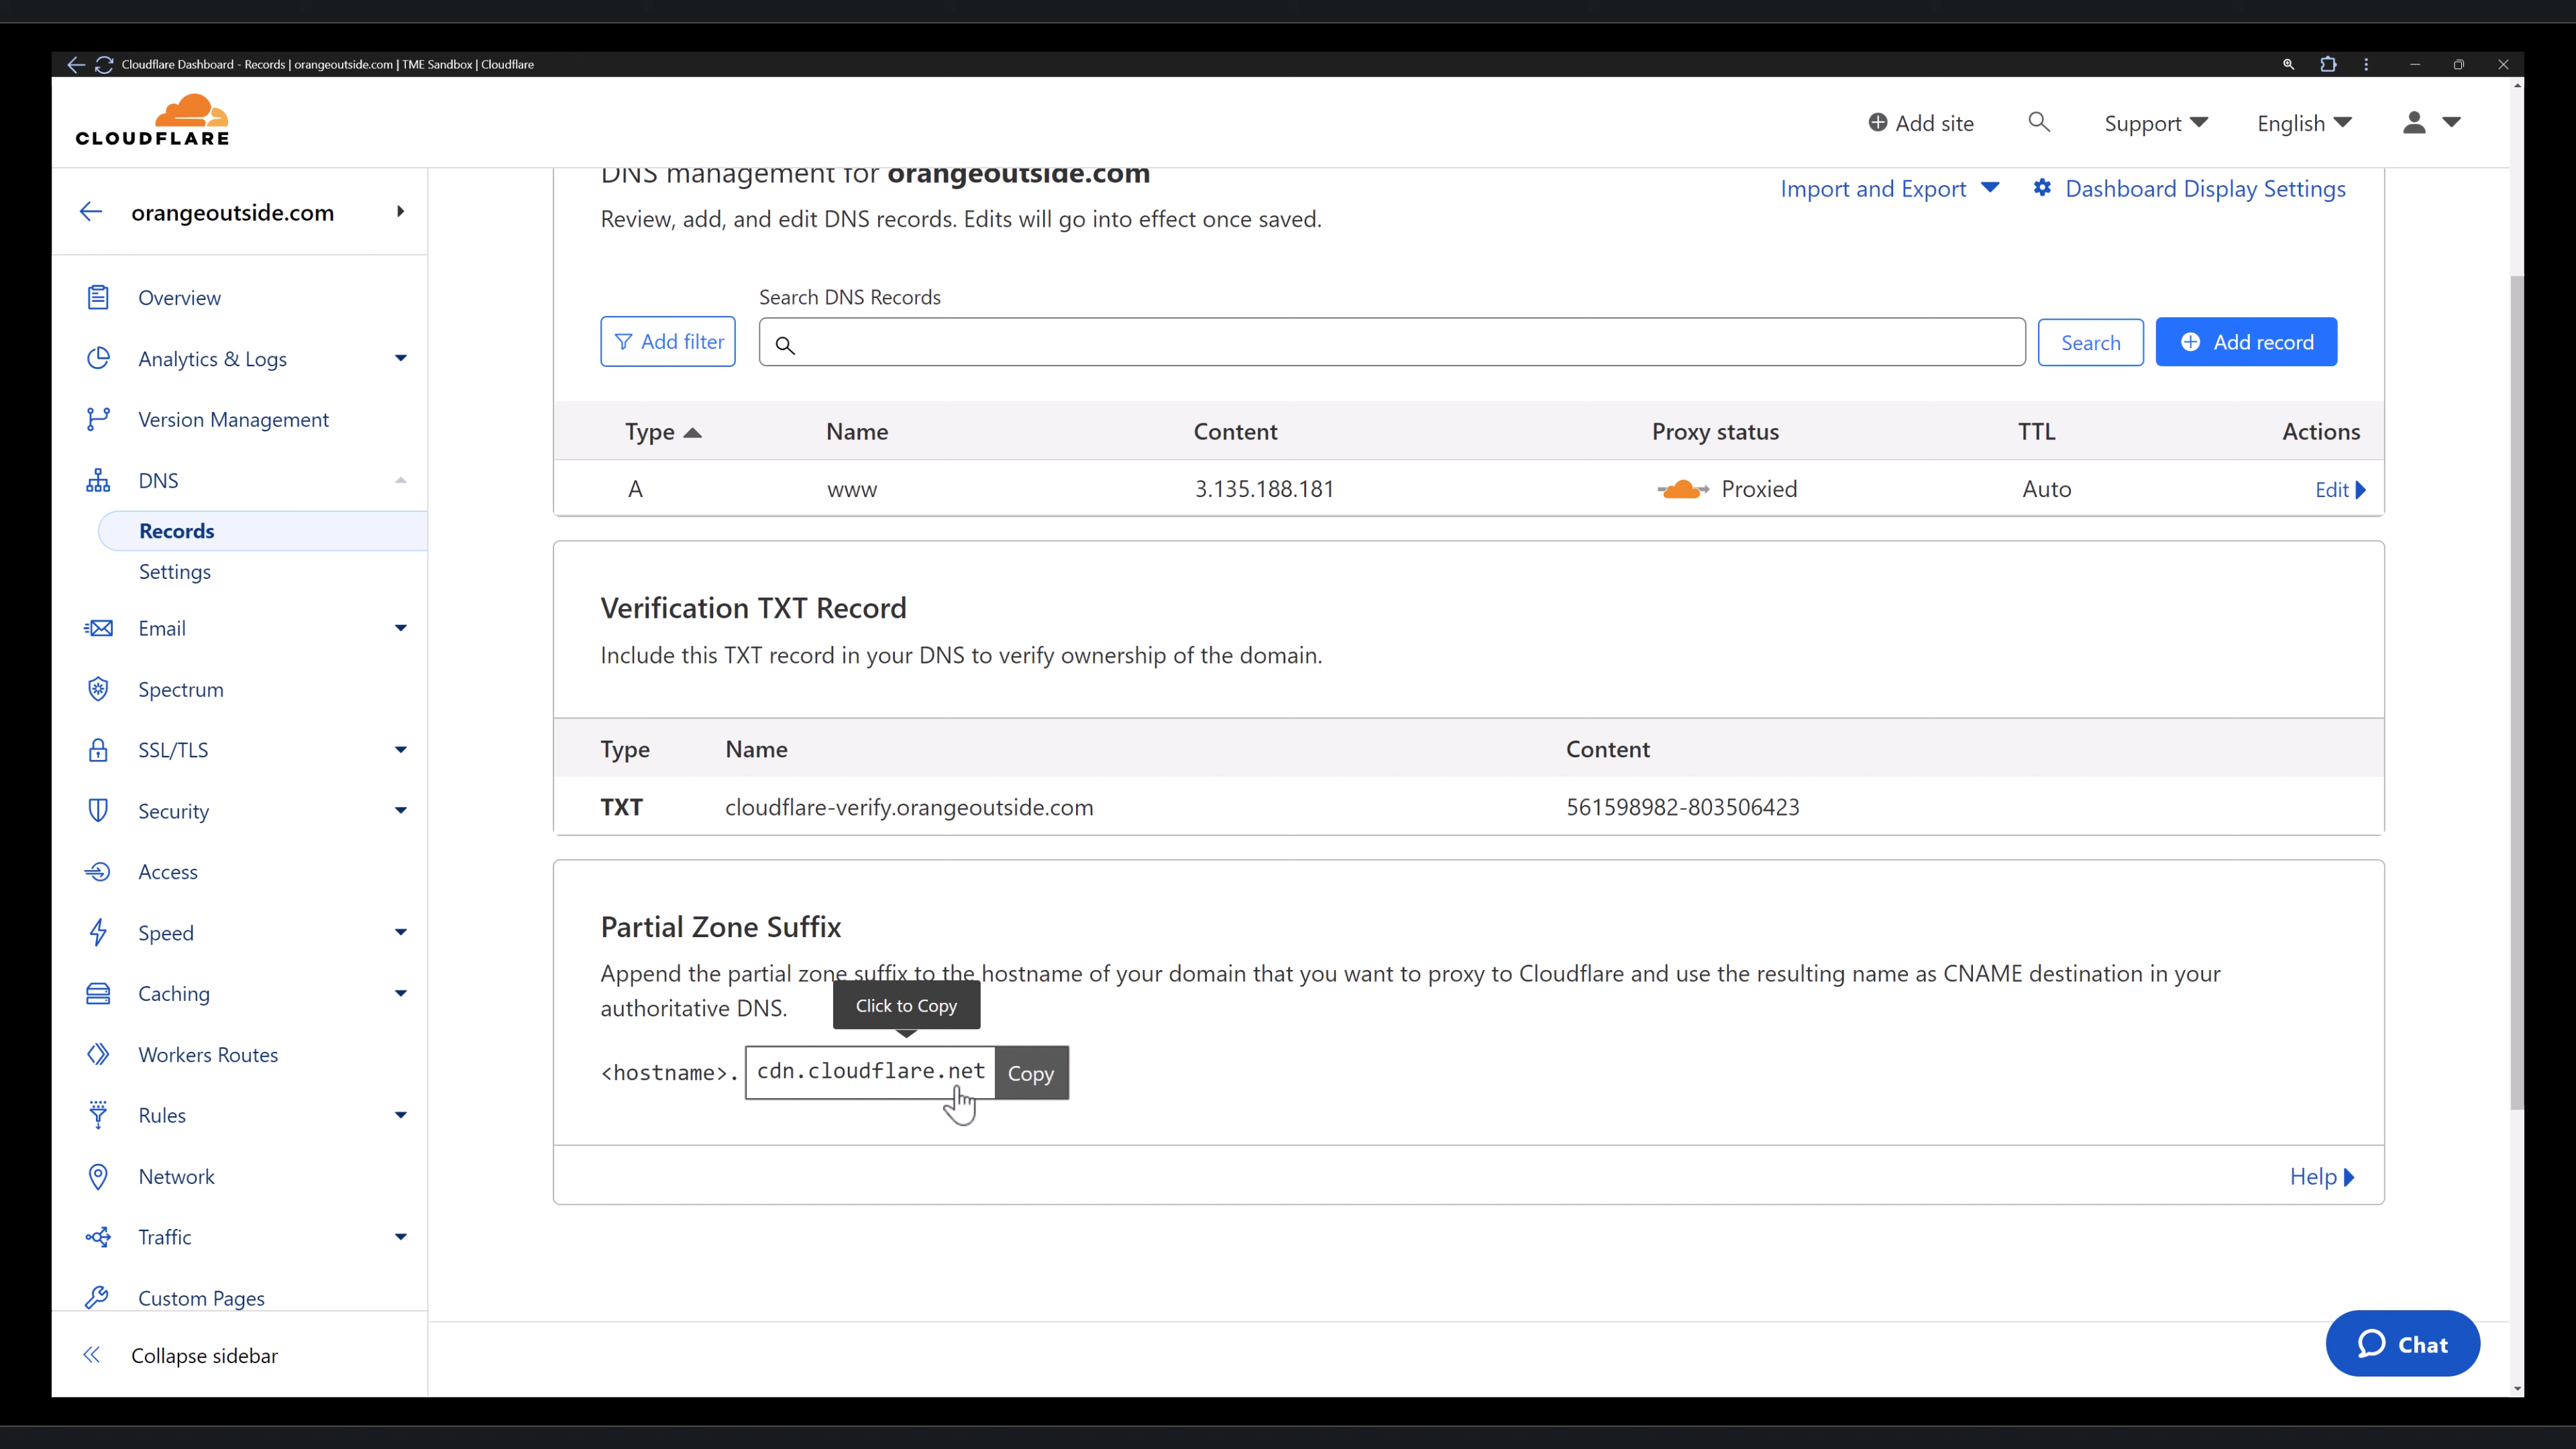 Cloudflare Dashboard - Records | orangeoutside.com | TME Sandbox | Cloudflare
CLOUDFLARE
Add site
Support
English
orangeoutside.com
Overview
Analytics & Logs
Version Management
DNS
Records
Settings
Email
Spectrum
SSL/TLS
Security
Access
Speed
Caching
Workers Routes
Rules
Network
Traffic
Custom Pages
Collapse sidebar
DNS management for orangeoutside.com
Import and Export
Dashboard Display Settings
Review, add, and edit DNS records. Edits will go into effect once saved.
Search DNS Records
Add filter
Search
Add record
Type Name Content Proxy status TTL Actions
A www 3.135.188.181 Proxied Auto Edit
Verification TXT Record
Include this TXT record in your DNS to verify ownership of the domain.
Type Name Content
TXT cloudflare-verify.orangeoutside.com 561598982-803506423
Partial Zone Suffix
Append the partial zone suffix to the hostname of your domain that you want to proxy to Cloudflare and use the resulting name as CNAME destination in your
authoritative DNS.
Click to Copy
<hostname>. cdn.cloudflare.net Copy
Help
Chat